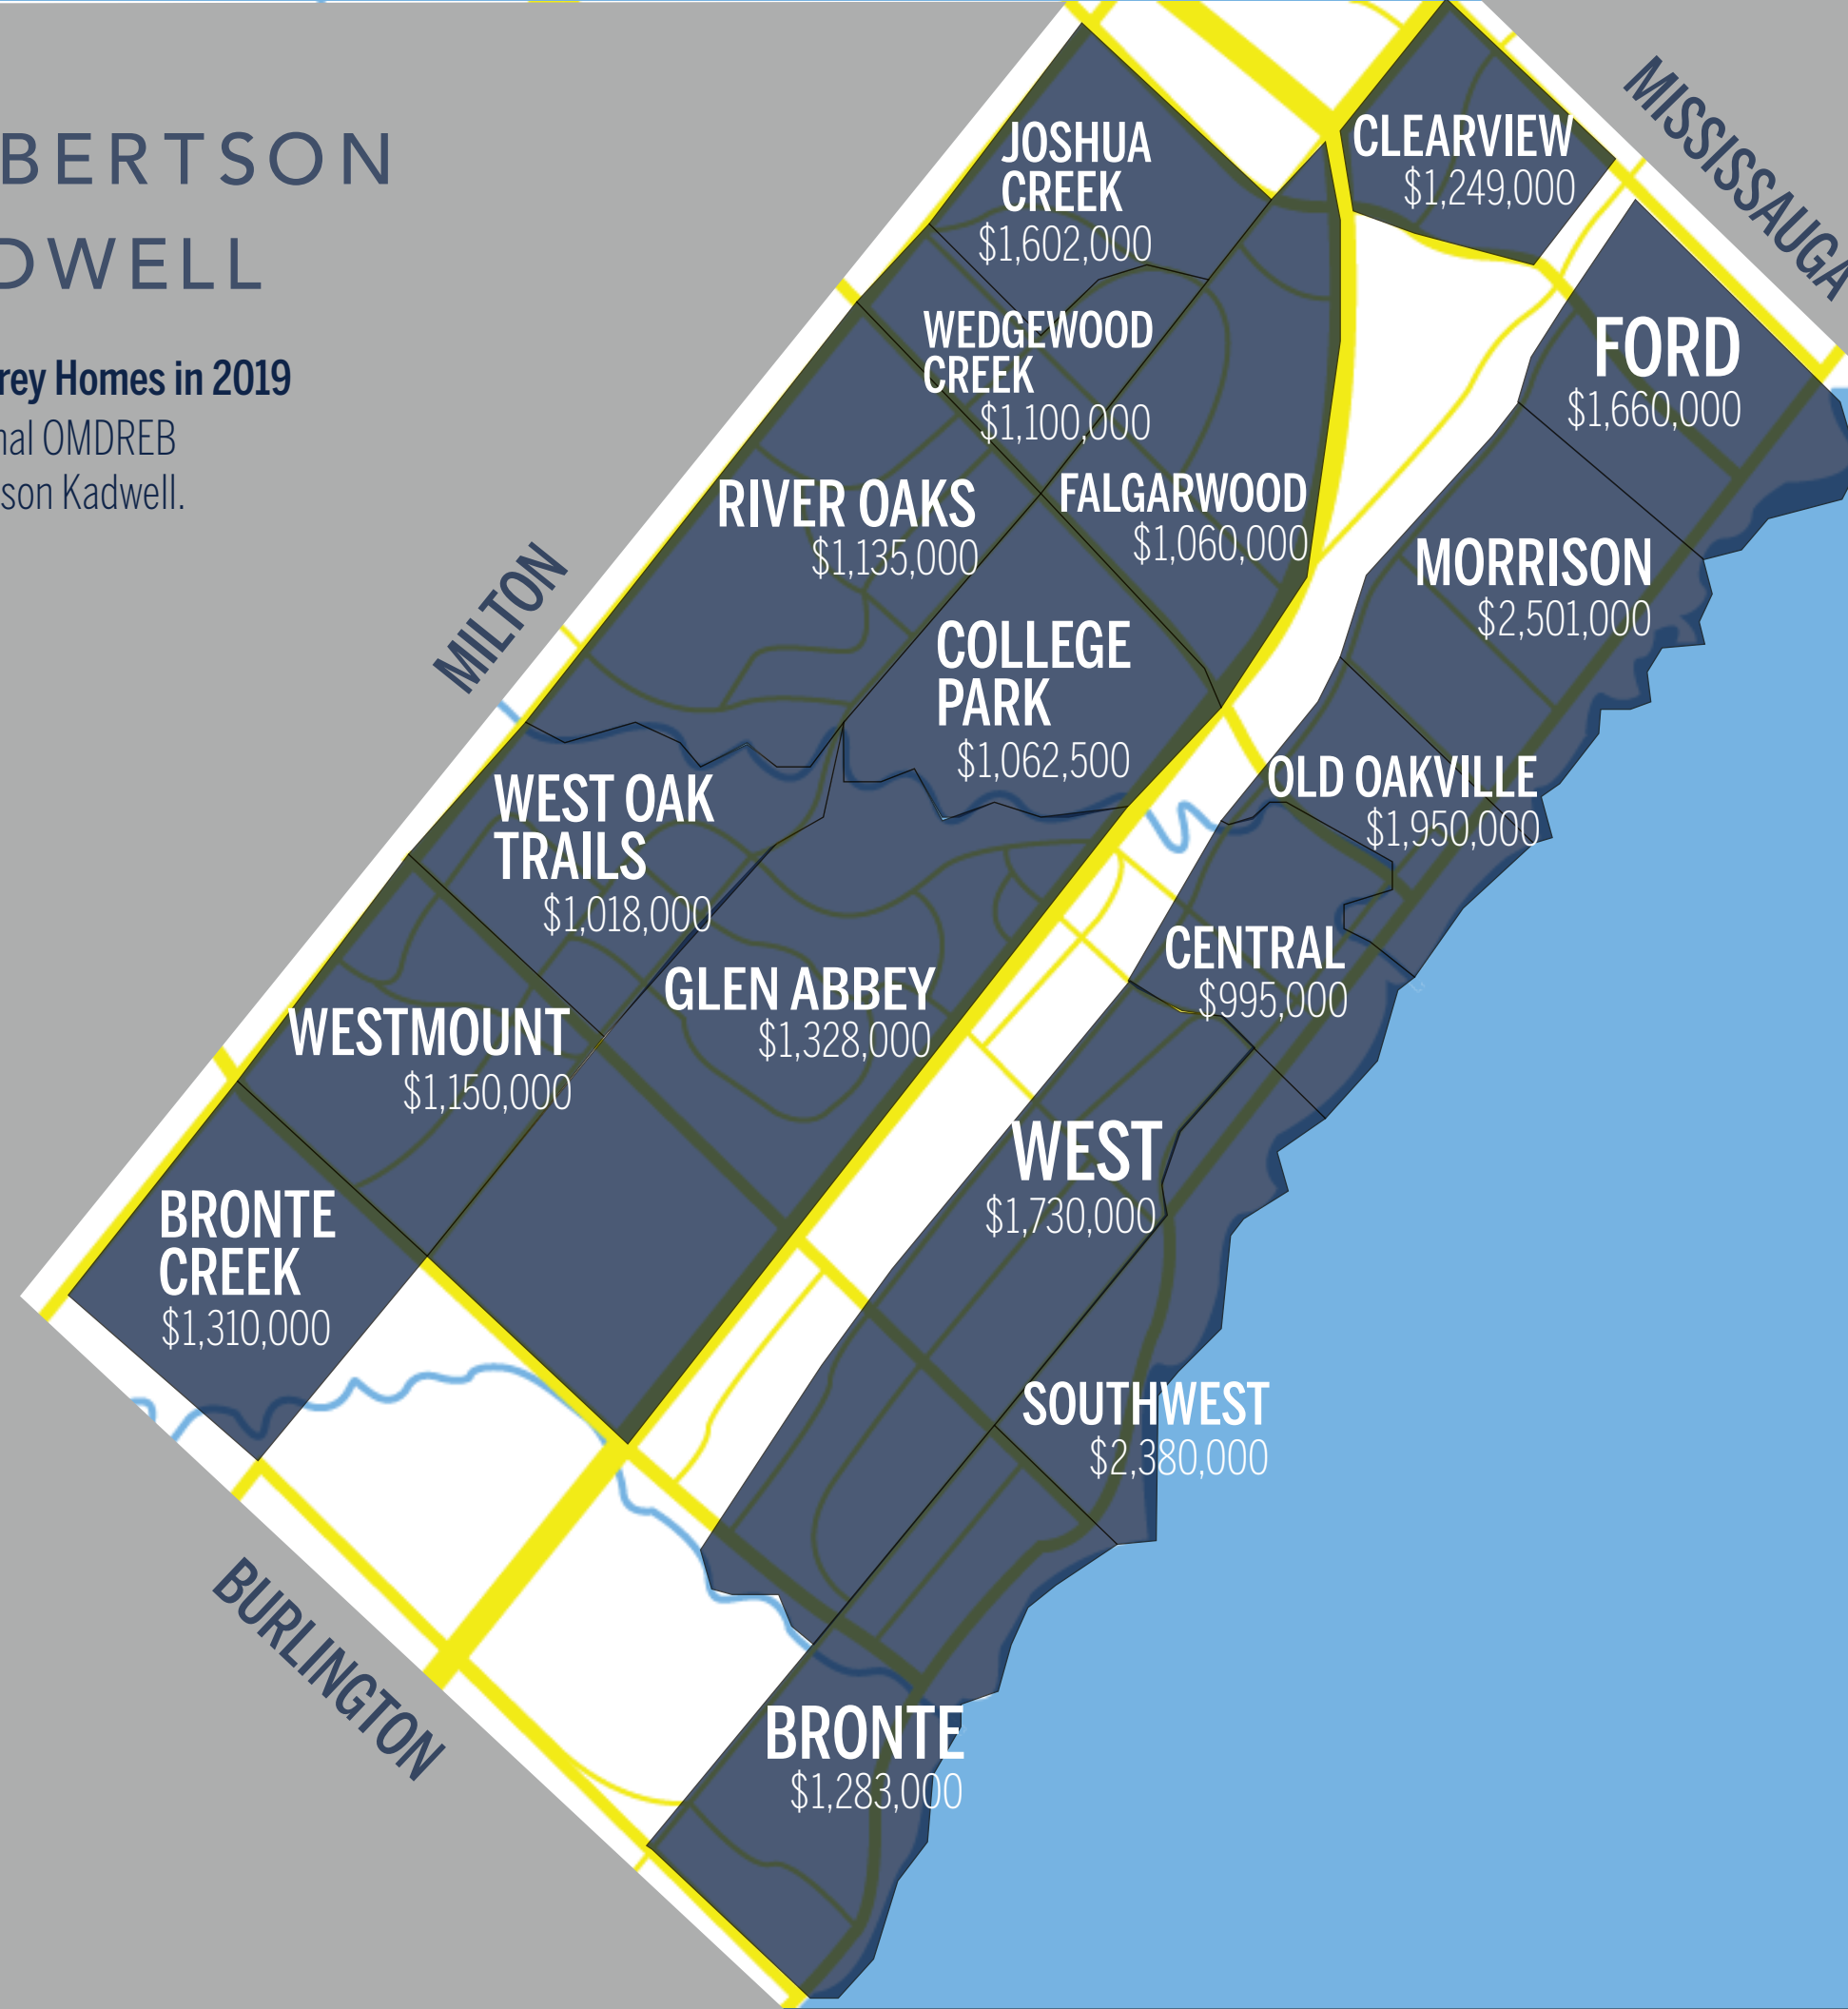 BERTSON
DWELL
rey Homes in 2019
nal OMDREB
son Kadwell.
MISSISSAUGA
MILTON
BURLINGTON
JOSHUA
CREEK
$1,602,000
CLEARVIEW
$1,249,000
WEDGEWOOD
CREEK
$1,100,000
FORD
$1,660,000
RIVER OAKS
$1,135,000
FALGARWOOD
$1,060,000
MORRISON
$2,501,000
COLLEGE
PARK
$1,062,500
OLD OAKVILLE
$1,950,000
WEST OAK
TRAILS
$1,018,000
CENTRAL
$995,000
GLEN ABBEY
$1,328,000
WESTMOUNT
$1,150,000
WEST
$1,730,000
BRONTE
CREEK
$1,310,000
SOUTHWEST
$2,380,000
BRONTE
$1,283,000